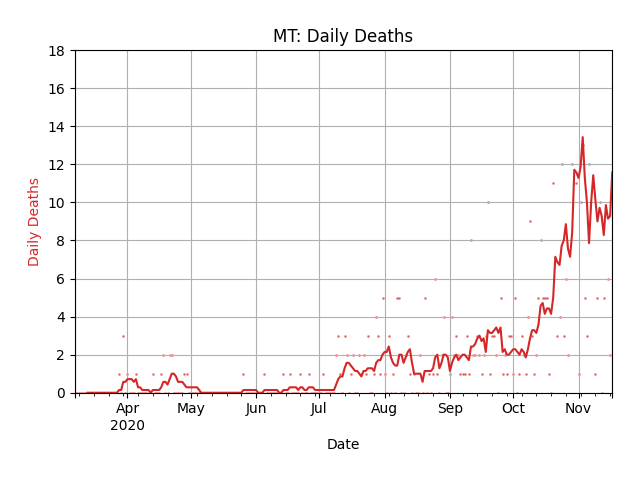 MT: Daily Deaths
18
16
14
12
10
8
6
4
2
0
Daily Deaths
Apr
2020
May
Jun
Jul
Aug
Sep
Oct
Nov
Date